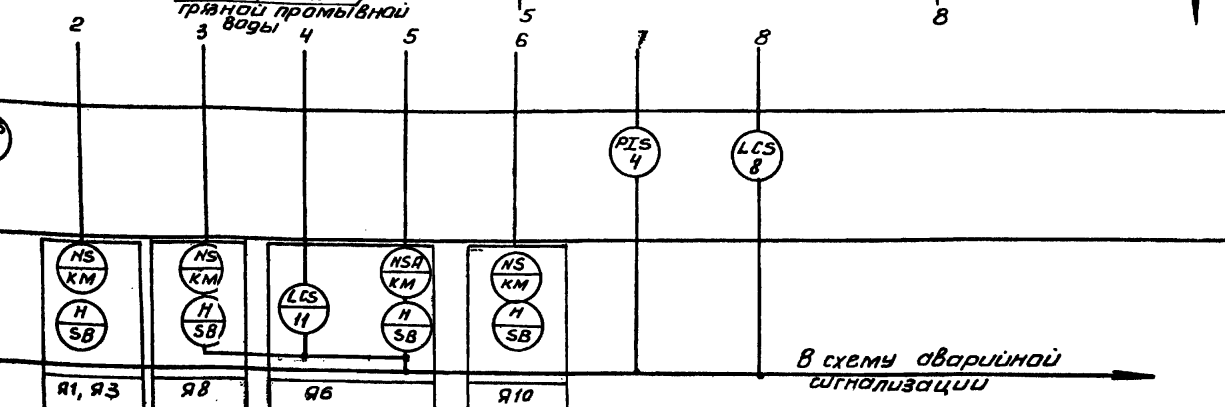 грязной промывной
воды
5
8
2
3
4
5
6
7
8
PIS
4
LCS
8
NS
KM
H
SB
NS
KM
H
SB
LCS
11
NSA
KM
H
SB
NS
KM
H
SB
В схему аварийной
сигнализации
Я1, Я3
Я8
Я6
Я10